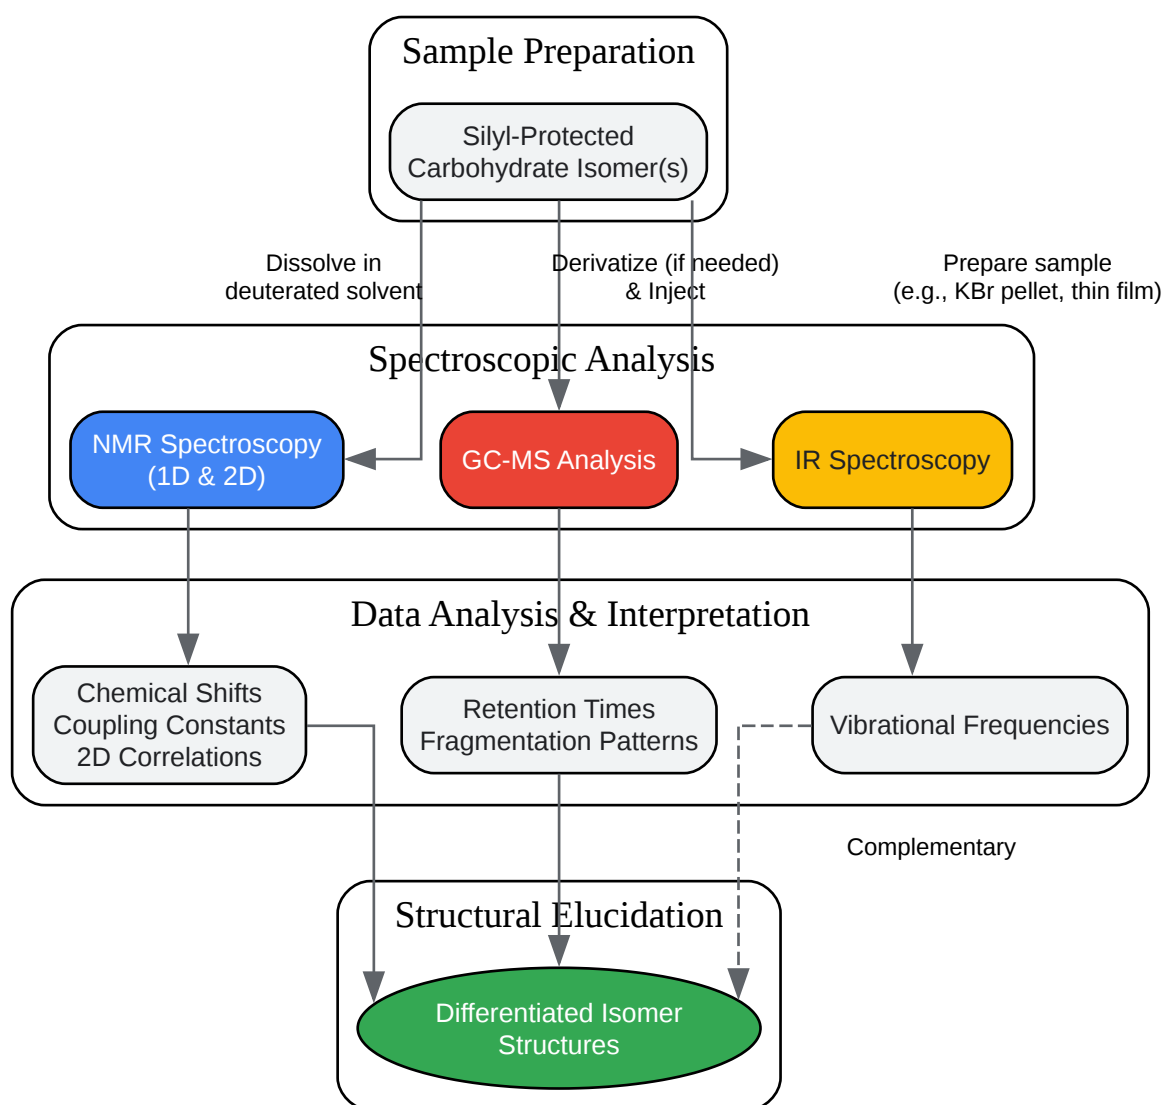 Sample Preparation
Silyl-Protected
Carbohydrate Isomer(s)
Dissolve in
deuterated solvent
Derivatize (if needed)
& Inject
Prepare sample
(e.g., KBr pellet, thin film)
Spectroscopic Analysis
NMR Spectroscopy
(1D & 2D)
GC-MS Analysis
IR Spectroscopy
Data Analysis & Interpretation
Chemical Shifts
Coupling Constants
2D Correlations
Retention Times
Fragmentation Patterns
Vibrational Frequencies
Complementary
Structural Elucidation
Differentiated Isomer
Structures